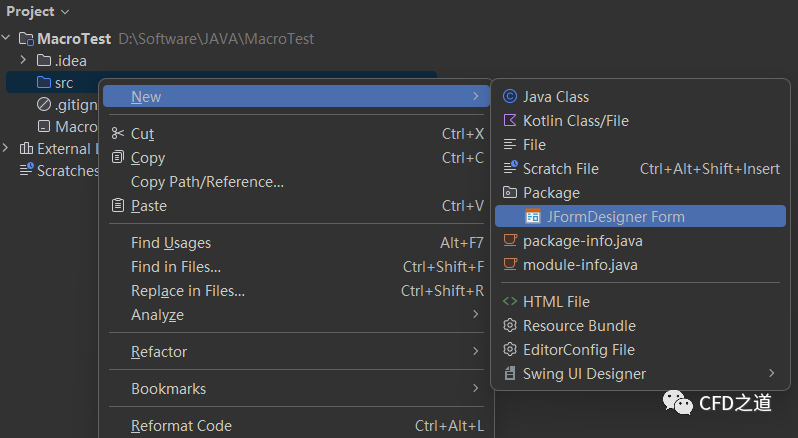 Project
MacroTest D:\Software\JAVA\MacroTest
.idea
src
.gitign
Macro
External
Scratches
New
Cut Ctrl+X
Copy Ctrl+C
Copy Path/Reference...
Paste Ctrl+V
Find Usages Alt+F7
Find in Files... Ctrl+Shift+F
Replace in Files... Ctrl+Shift+R
Analyze
Refactor
Bookmarks
Reformat Code Ctrl+Alt+L
Java Class
Kotlin Class/File
File
Scratch File Ctrl+Alt+Shift+Insert
Package
JFormDesigner Form
package-info.java
module-info.java
HTML File
Resource Bundle
EditorConfig File
Swing UI Designer
CFD之道